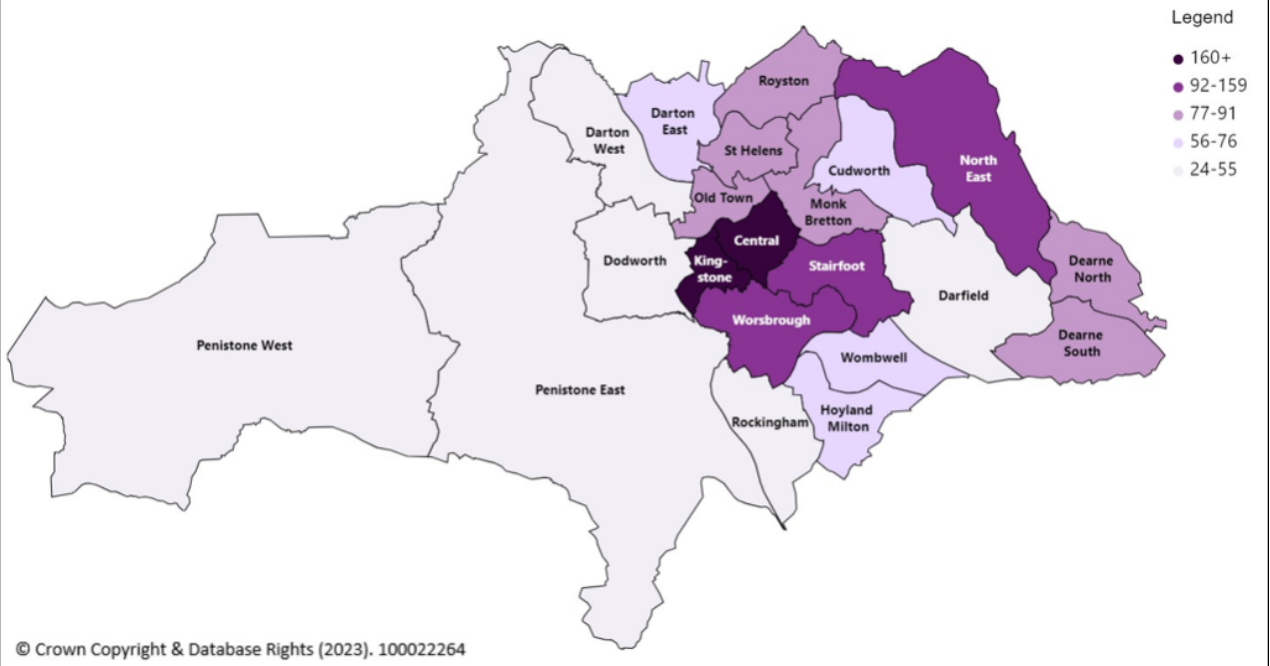 Legend
160+
92-159
77-91
56-76
24-55
Royston
Darton
East
Darton
West
St Helens
Cudworth
North
East
Old Town
Monk
Bretton
Central
King-
stone
Stairfoot
Dodworth
Dearne
North
Darfield
Worsbrough
Dearne
South
Penistone West
Wombwell
Penistone East
Hoyland
Milton
Rockingham
© Crown Copyright & Database Rights (2023). 100022264